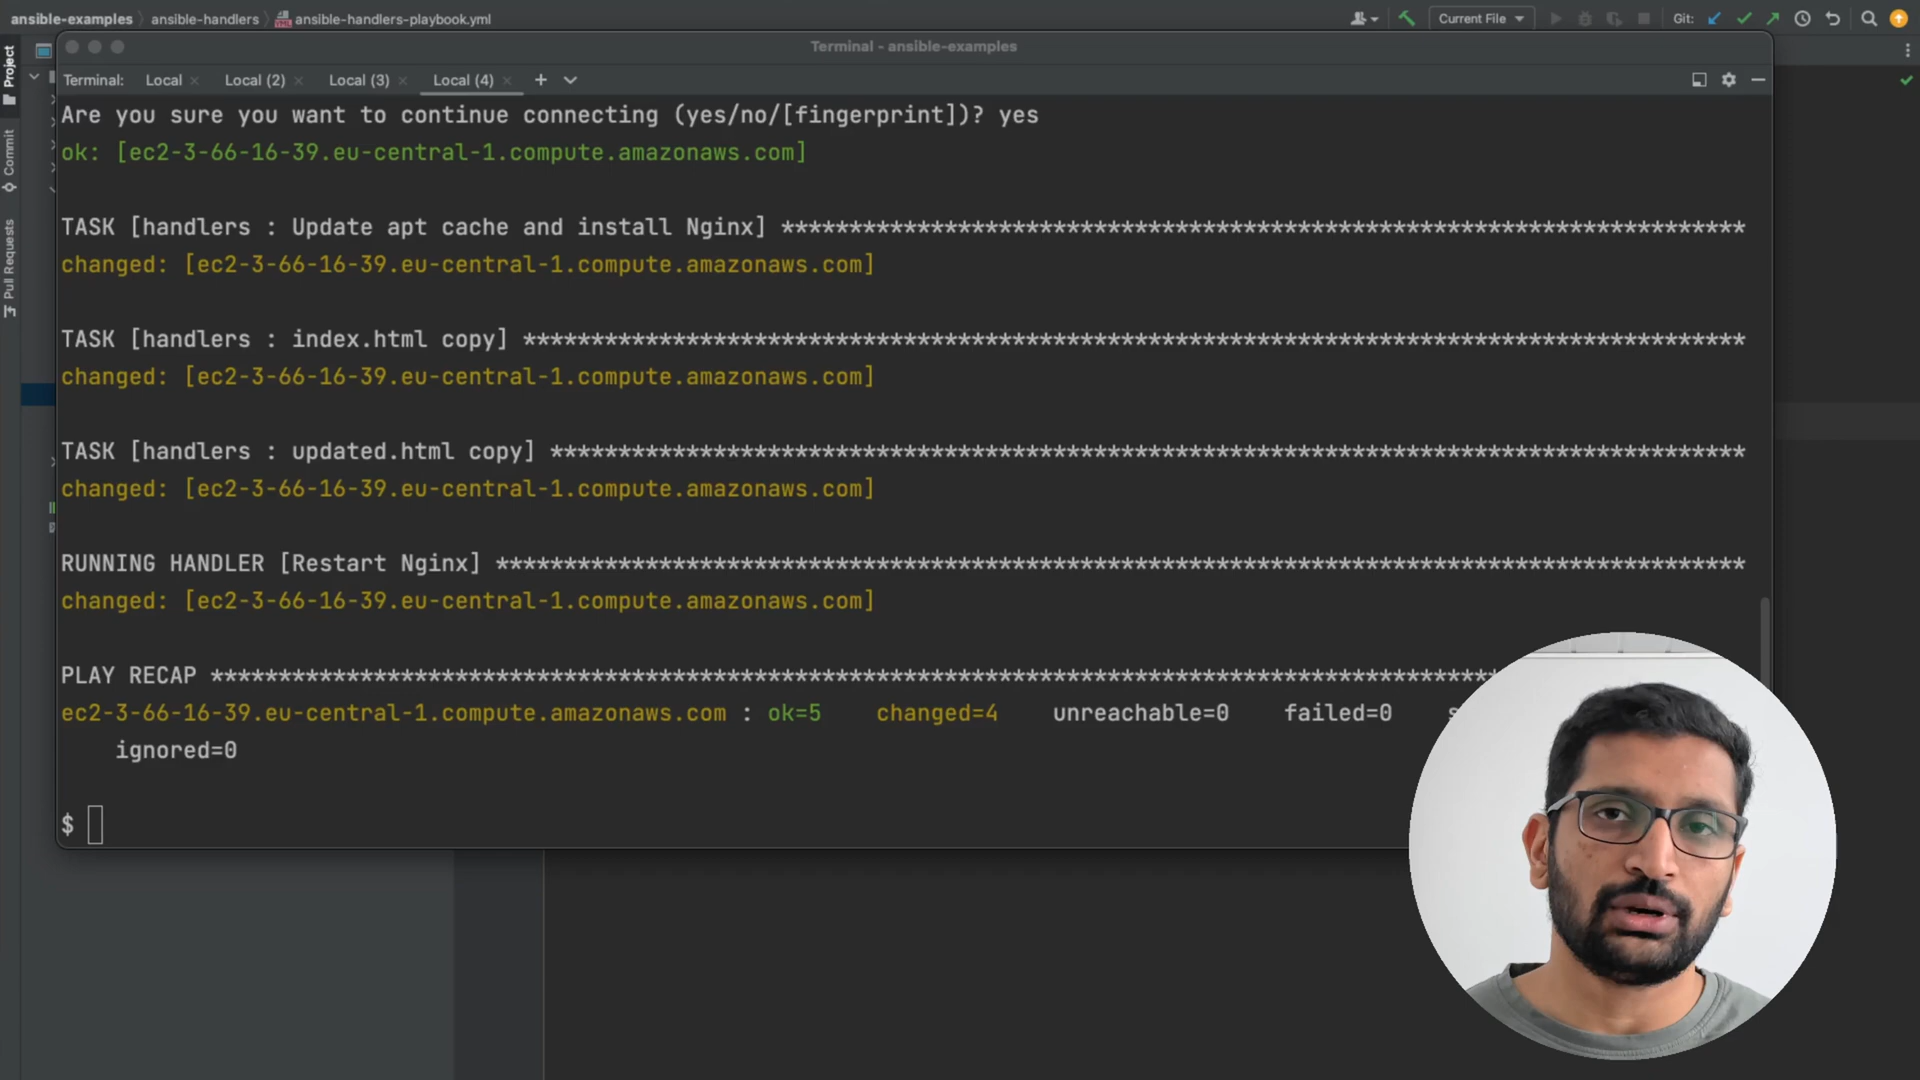 ansible-examples ansible-handlers ansible-handlers-playbook.yml Current File Git:
Terminal - ansible-examples
Terminal: Local Local (2) Local (3) Local (4)
Project
Commit
Pull Requests
Are you sure you want to continue connecting (yes/no/[fingerprint])? yes
ok: [ec2-3-66-16-39.eu-central-1.compute.amazonaws.com]
TASK [handlers : Update apt cache and install Nginx] ***********************************************************************
changed: [ec2-3-66-16-39.eu-central-1.compute.amazonaws.com]
TASK [handlers : index.html copy] ******************************************************************************************
changed: [ec2-3-66-16-39.eu-central-1.compute.amazonaws.com]
TASK [handlers : updated.html copy] ****************************************************************************************
changed: [ec2-3-66-16-39.eu-central-1.compute.amazonaws.com]
RUNNING HANDLER [Restart Nginx] ********************************************************************************************
changed: [ec2-3-66-16-39.eu-central-1.compute.amazonaws.com]
PLAY RECAP ***********************************************************************************************
ec2-3-66-16-39.eu-central-1.compute.amazonaws.com : ok=5 changed=4 unreachable=0 failed=0
ignored=0
$